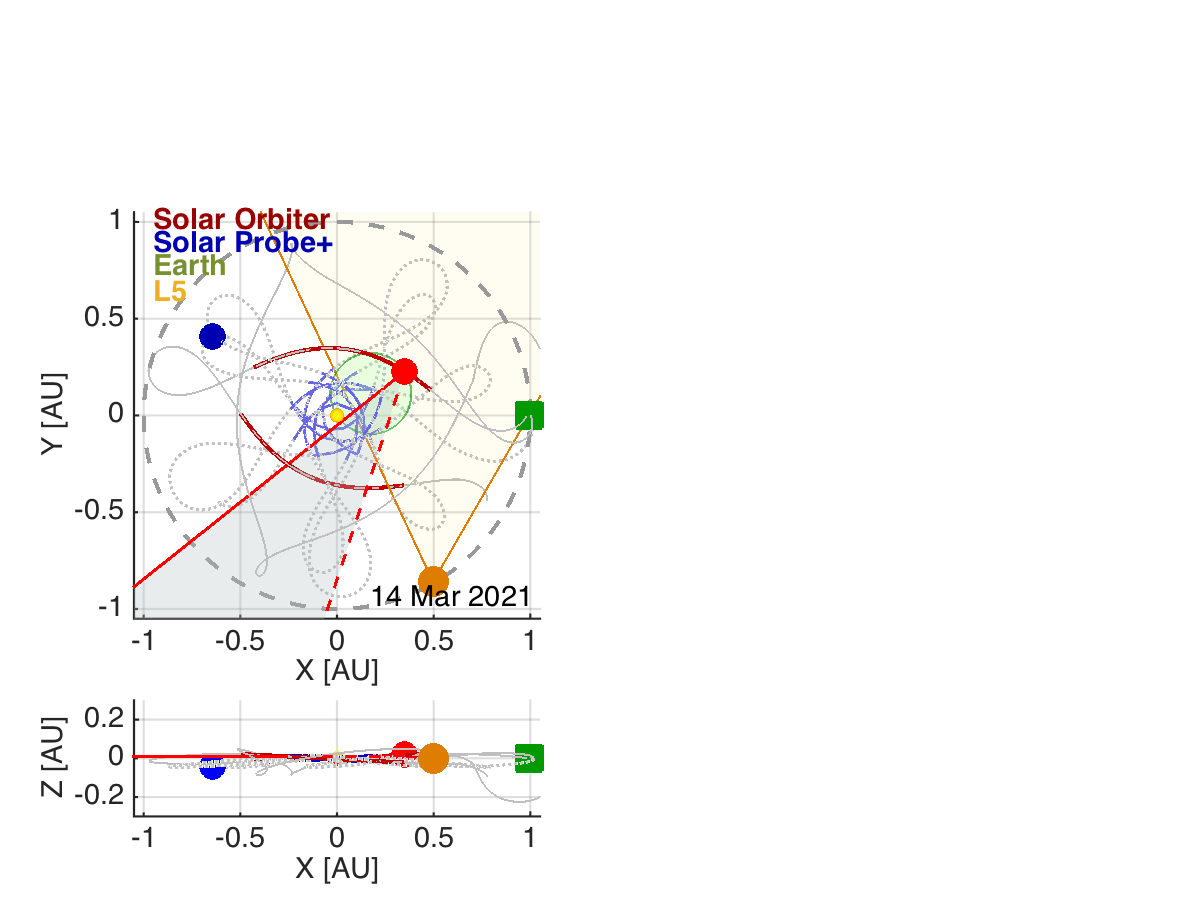 Solar Orbiter
Solar Probe+
Earth
L5
1
0.5
0
-0.5
-1
Y [AU]
14 Mar 2021
-1 -0.5 0 0.5 1
X [AU]
0.2
0
-0.2
Z [AU]
-1 -0.5 0 0.5 1
X [AU]